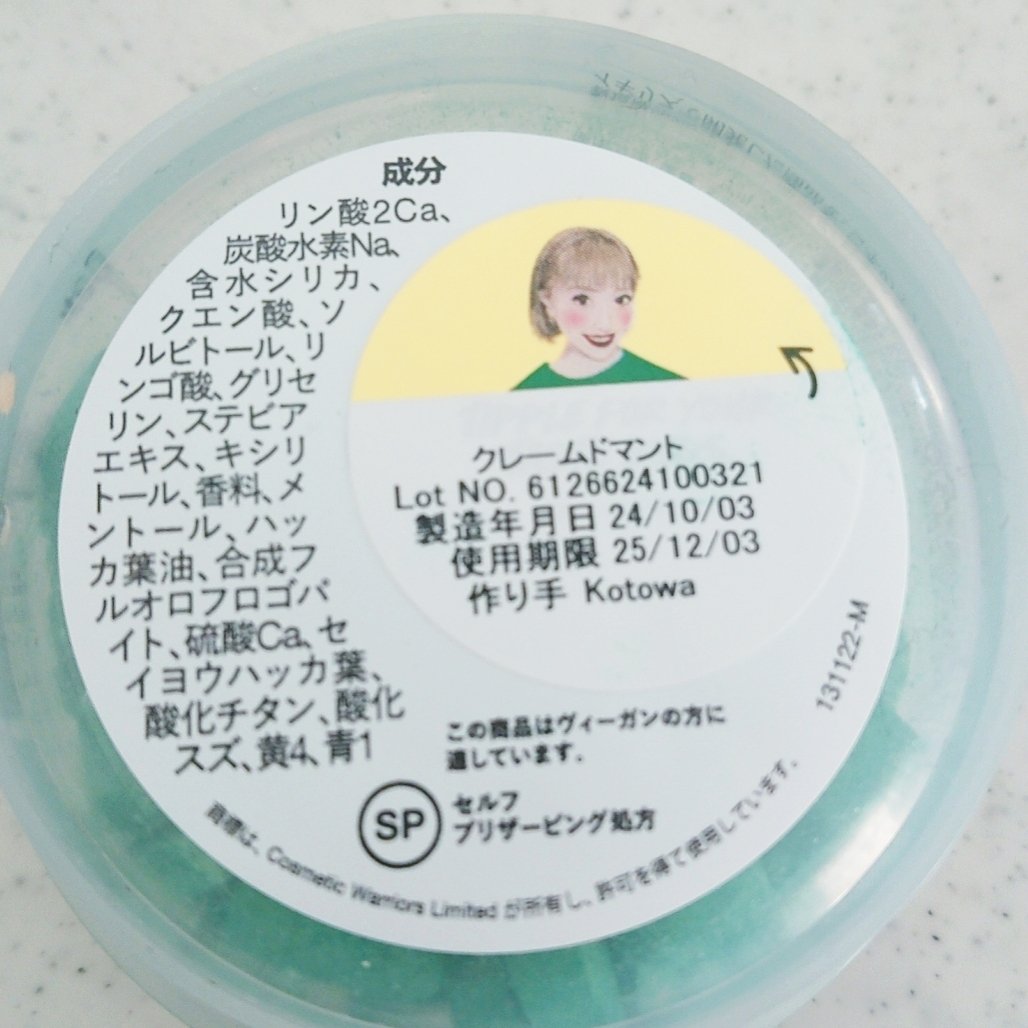 成分
リン酸2Ca、
炭酸水素Na、
含水シリカ、
クエン酸、ソ
ルビトール、リ
ンゴ酸、グリセ
リン、ステビア
エキス、キシリ
トール、香料、メ
ントール、ハッ
カ葉油、合成フ
ルオロフロゴパ
イト、硫酸Ca、セ
イヨウハッカ葉、
酸化チタン、酸化
スズ、黄4、青1
クレームドマント
Lot NO. 6126624100321
製造年月日 24/10/03
使用期限 25/12/03
作り手 Kotowa
131122-M
この商品はヴィーガンの方に
適しています。
SP
セルフ
プリザービング処方
商標は、Cosmetic Warriors Limited が所有し、許可を得て使用しています。